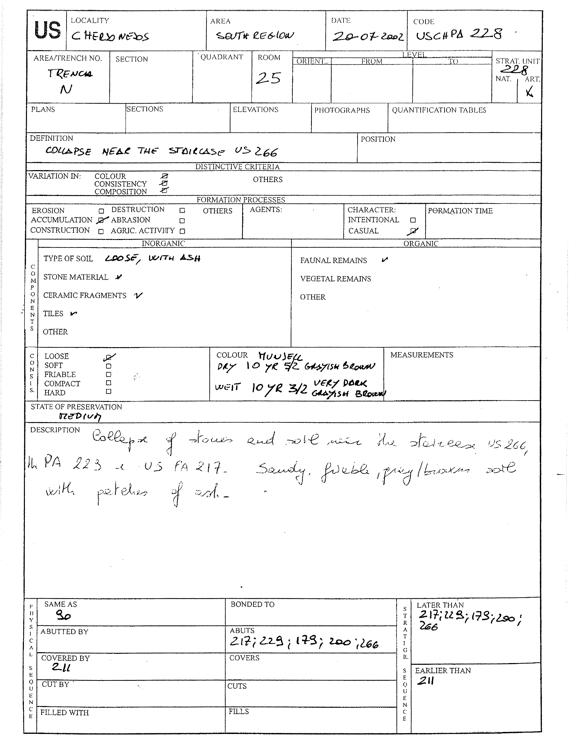 US
LOCALITY
CHERSONESOS
AREA
SOUTH REGION
DATE
20-07-2002
CODE
USCHPA 228
AREA/TRENCH NO.
TRENCH
N
SECTION
QUADRANT
ROOM
25
LEVEL
ORIENT. FROM TO
STRAT. UNIT
228
NAT. ART.
PLANS SECTIONS ELEVATIONS PHOTOGRAPHS QUANTIFICATION TABLES
DEFINITION
COLLAPSE NEAR THE STAIRCASE US 266
POSITION
DISTINCTIVE CRITERIA
VARIATION IN: COLOUR
CONSISTENCY
COMPOSITION
OTHERS
FORMATION PROCESSES
EROSION DESTRUCTION OTHERS AGENTS: CHARACTER: FORMATION TIME
ACCUMULATION ABRASION INTENTIONAL
CONSTRUCTION AGRIC. ACTIVITY CASUAL
INORGANIC ORGANIC
COMPONENTS
TYPE OF SOIL LOOSE, WITH ASH
STONE MATERIAL
CERAMIC FRAGMENTS
TILES
OTHER
FAUNAL REMAINS
VEGETAL REMAINS
OTHER
CONSIS.
LOOSE
SOFT
FRIABLE
COMPACT
HARD
COLOUR MUNSELL
DRY 10 YR 5/2 GRAYISH BROWN
WEIT 10 YR 3/2 VERY DARK
GRAYISH BROWN
MEASUREMENTS
STATE OF PRESERVATION
MEDIUM
DESCRIPTION Collapse of stones and soil near the staircase US 266,
PA 223 US PA 217. Sandy, friable, grey/brown soil
with patches of ash.
PHYSICAL SEQUENCE
SAME AS
90
ABUTTED BY
COVERED BY
211
CUT BY
FILLED WITH
BONDED TO
ABUTS
217; 229; 179; 200; 266
COVERS
CUTS
FILLS
STRATIGR. SEQUENCE
LATER THAN
217; 229; 179; 200;
266
EARLIER THAN
211